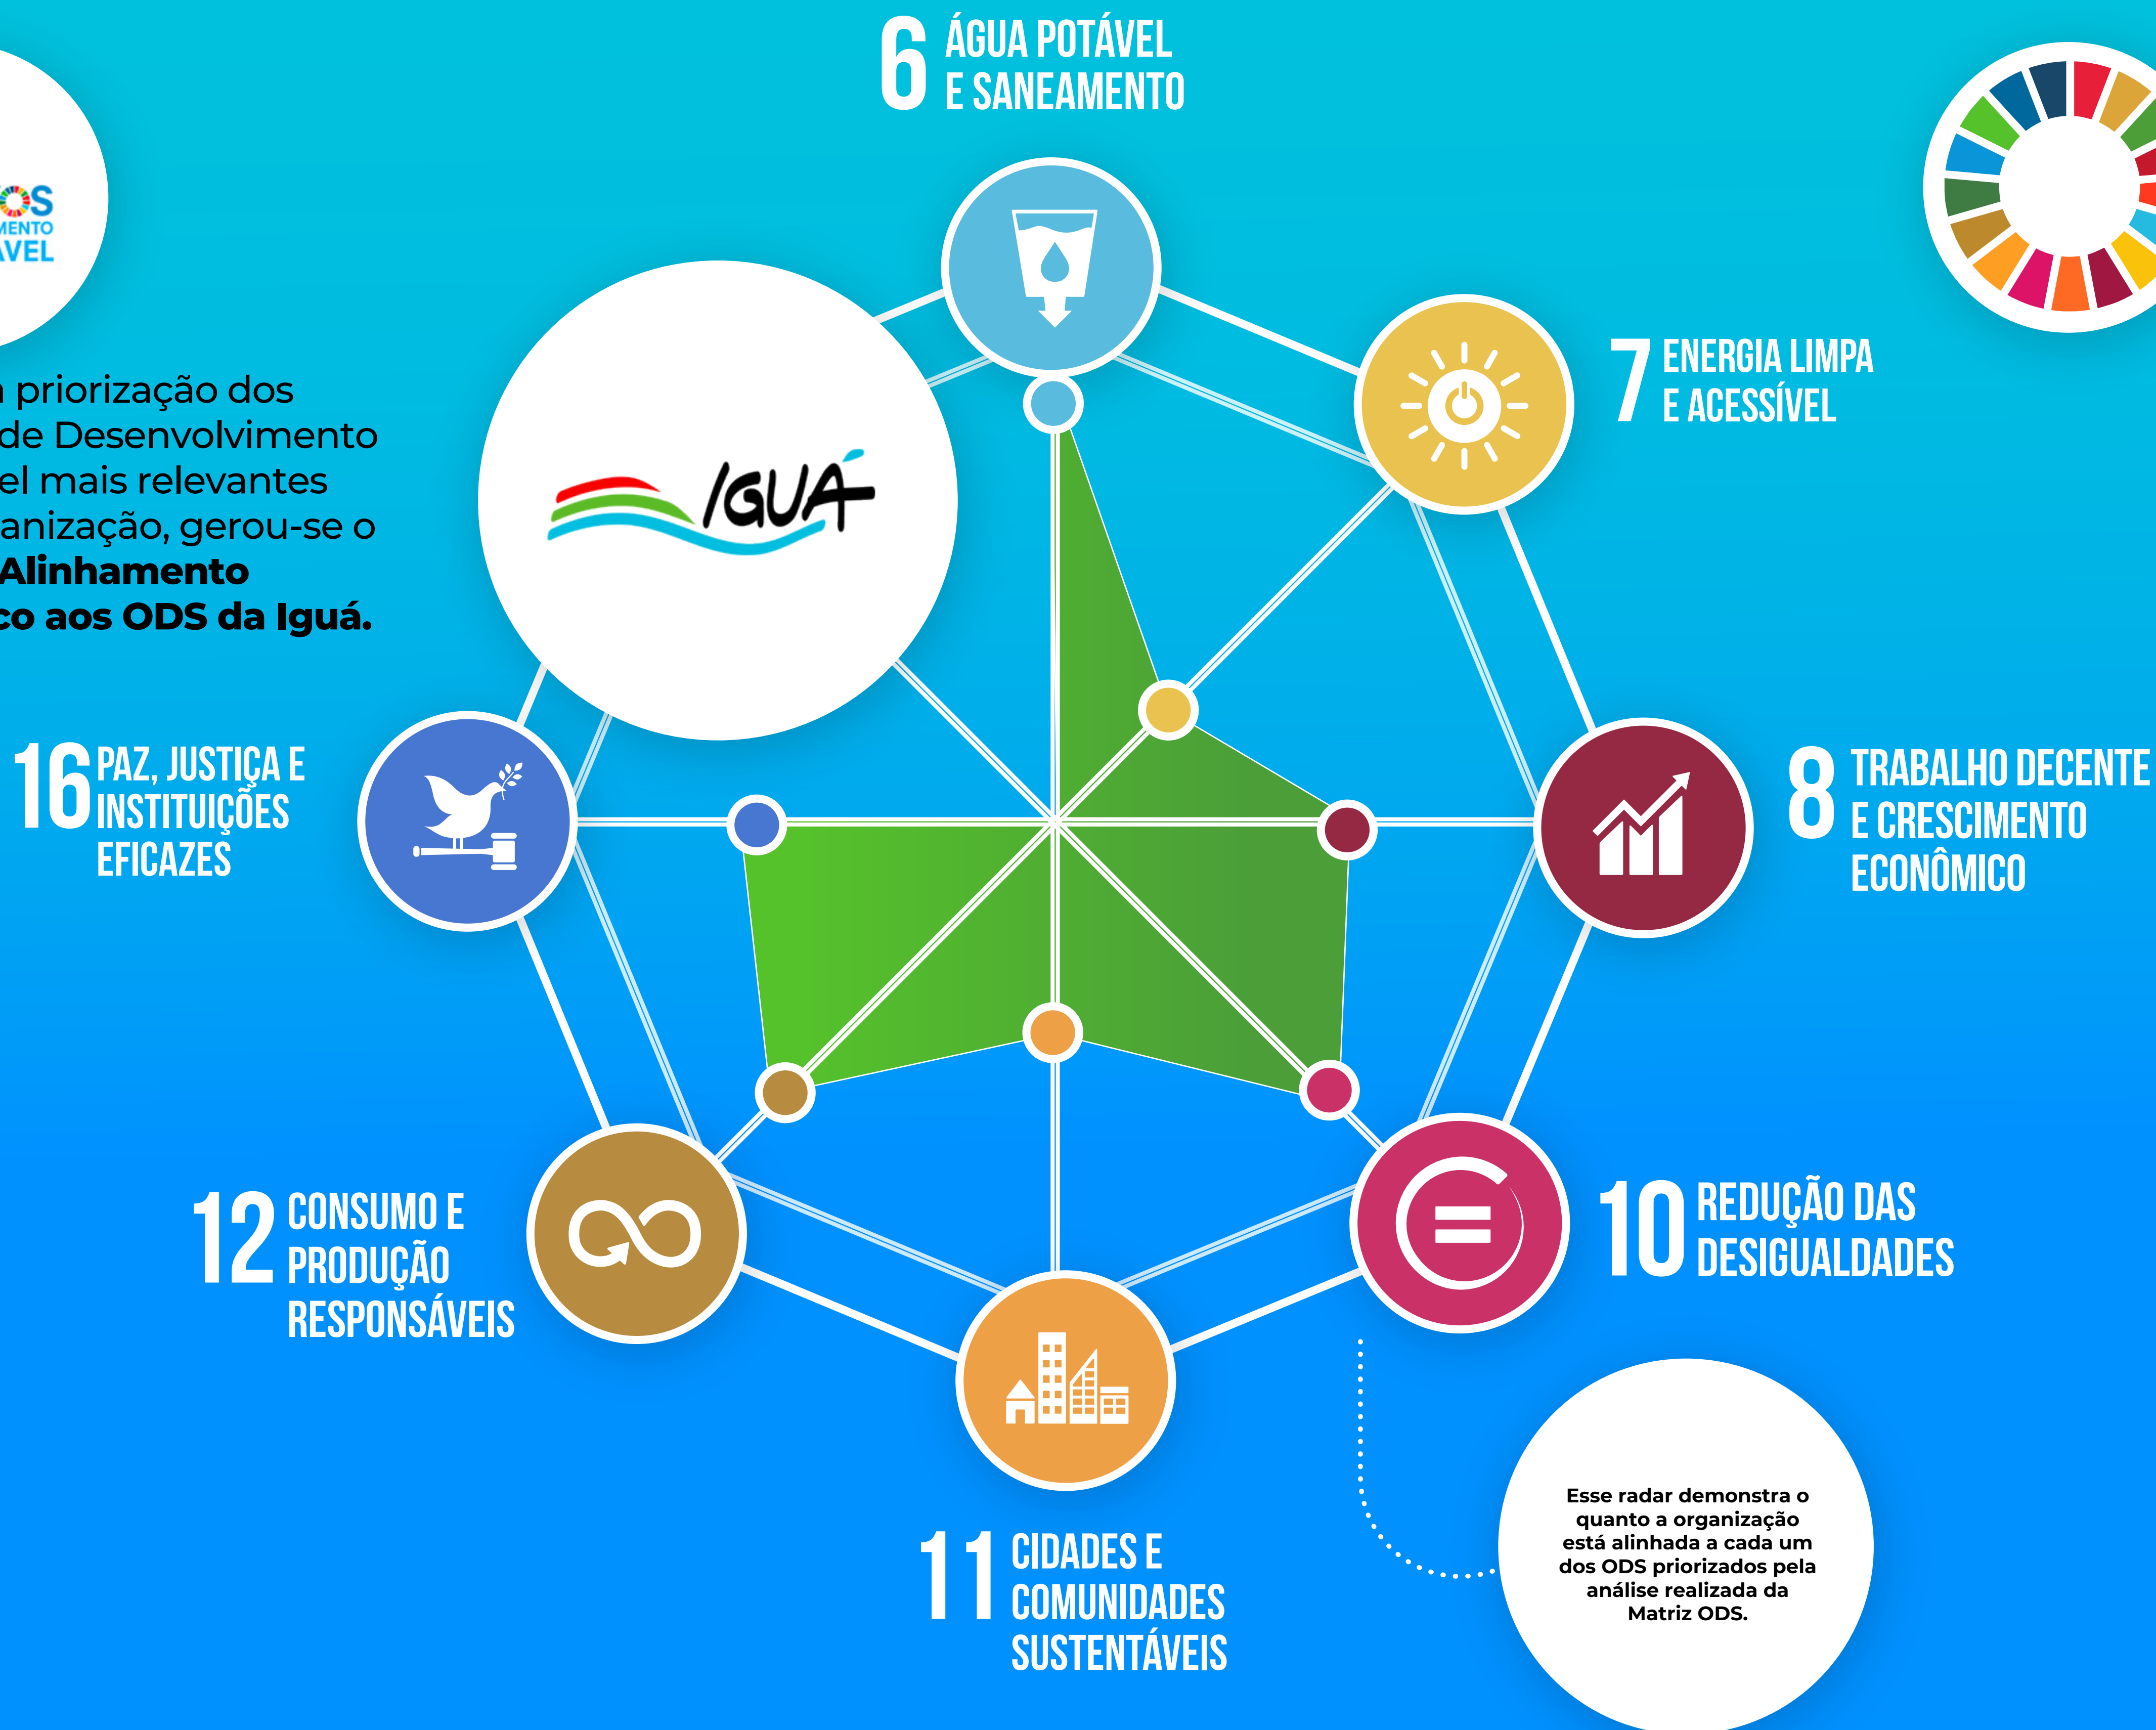 6 ÁGUA POTÁVEL
E SANEAMENTO
OS
MENTO
ÁVEL
priorização dos
de Desenvolvimento
el mais relevantes
anização, gerou-se o
Alinhamento
co aos ODS da Iguá.
IGUÁ
7 ENERGIA LIMPA
E ACESSÍVEL
16 PAZ, JUSTIÇA E
INSTITUIÇÕES
EFICAZES
8 TRABALHO DECENTE
E CRESCIMENTO
ECONÔMICO
12 CONSUMO E
PRODUÇÃO
RESPONSÁVEIS
10 REDUÇÃO DAS
DESIGUALDADES
11 CIDADES E
COMUNIDADES
SUSTENTÁVEIS
Esse radar demonstra o
quanto a organização
está alinhada a cada um
dos ODS priorizados pela
análise realizada da
Matriz ODS.